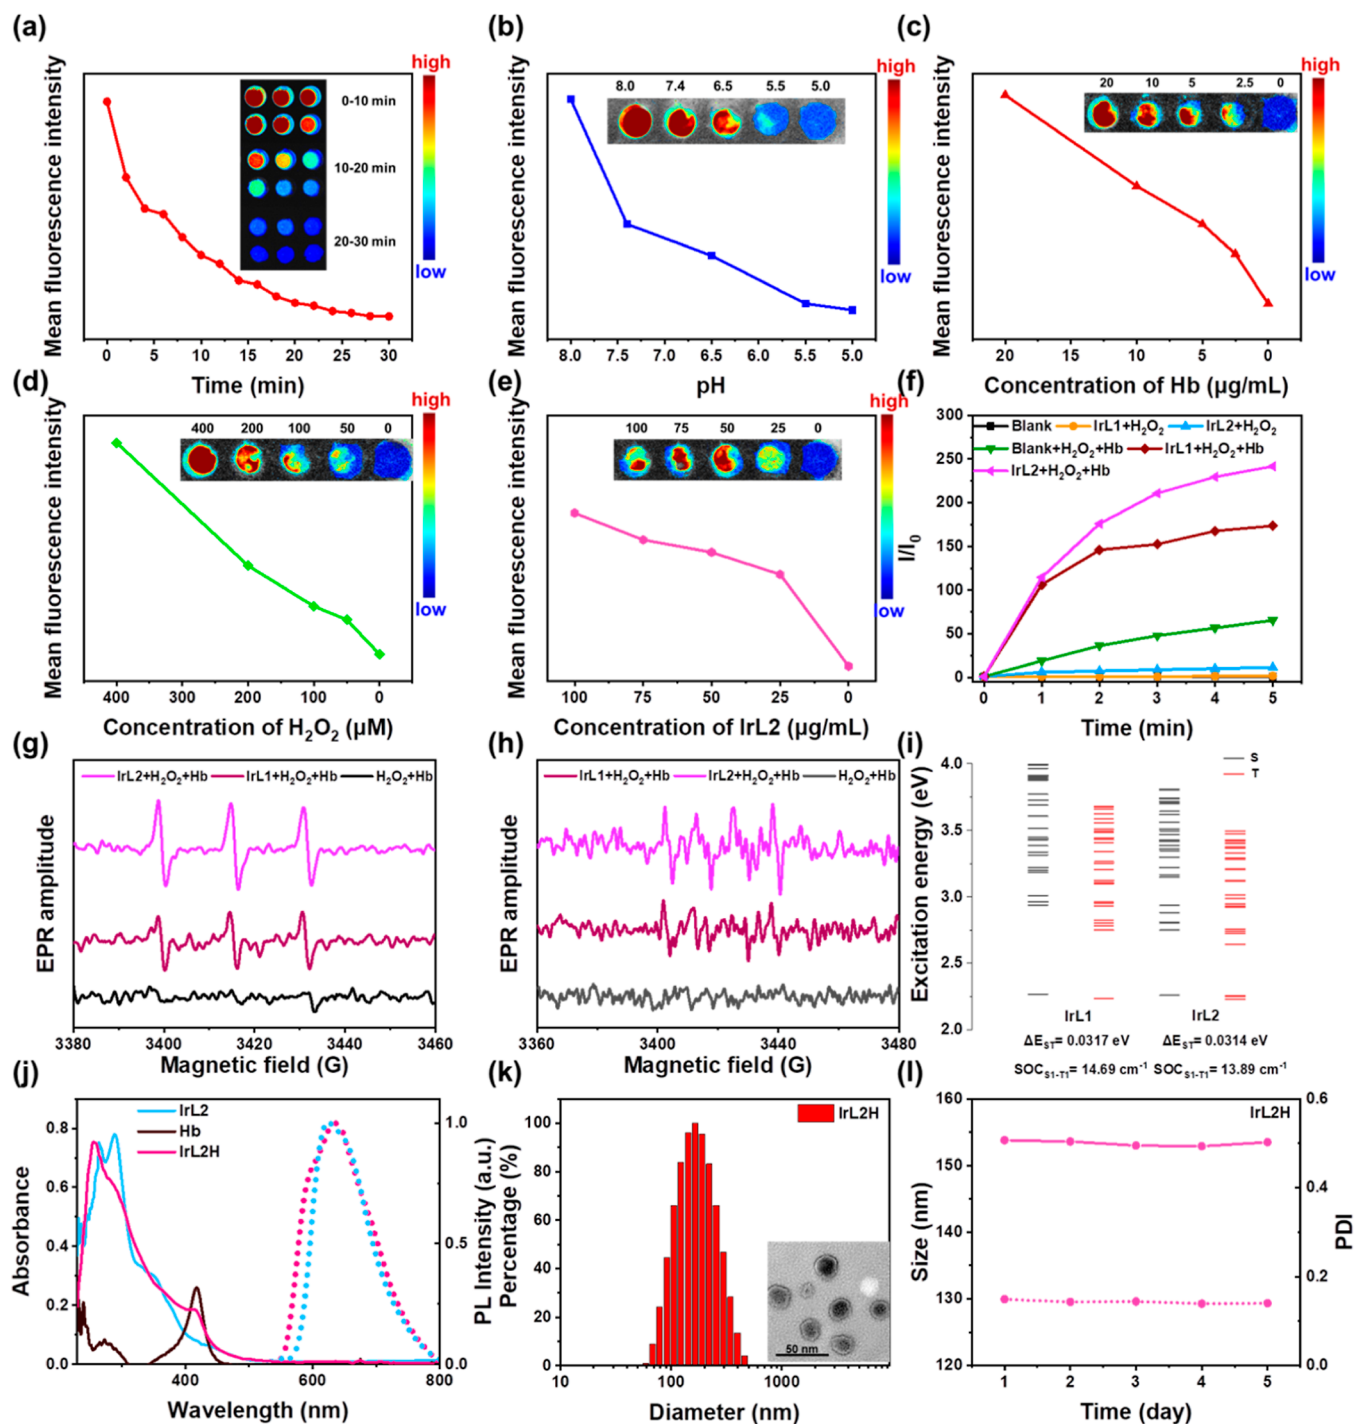 (a)
Mean fluorescence intensity
0-10 min
10-20 min
20-30 min
high
low
0 5 10 15 20 25 30
Time (min)
(b)
Mean fluorescence intensity
8.0 7.4 6.5 5.5 5.0
high
low
8.0 7.5 7.0 6.5 6.0 5.5 5.0
pH
(c)
Mean fluorescence intensity
20 10 5 2.5 0
high
low
20 15 10 5 0
Concentration of Hb (µg/mL)
(d)
Mean fluorescence intensity
400 200 100 50 0
high
low
400 300 200 100 0
Concentration of H₂O₂ (µM)
(e)
Mean fluorescence intensity
100 75 50 25 0
high
low
100 75 50 25 0
Concentration of IrL2 (µg/mL)
(f)
I/I₀
300
250
200
150
100
50
0
Blank IrL1+H₂O₂ IrL2+H₂O₂
Blank+H₂O₂+Hb IrL1+H₂O₂+Hb
IrL2+H₂O₂+Hb
0 1 2 3 4 5
Time (min)
(g)
EPR amplitude
IrL2+H₂O₂+Hb IrL1+H₂O₂+Hb H₂O₂+Hb
3380 3400 3420 3440 3460
Magnetic field (G)
(h)
EPR amplitude
IrL1+H₂O₂+Hb IrL2+H₂O₂+Hb H₂O₂+Hb
3360 3400 3440 3480
Magnetic field (G)
(i)
Excitation energy (eV)
4.0
3.5
3.0
2.5
2.0
S
T
IrL1 IrL2
ΔE_ST= 0.0317 eV ΔE_ST= 0.0314 eV
SOC_S1-T1= 14.69 cm⁻¹ SOC_S1-T1= 13.89 cm⁻¹
(j)
Absorbance
0.8
0.6
0.4
0.2
0.0
IrL2
Hb
IrL2H
1.0
0.5
0.0
PL Intensity (a.u.)
400 600 800
Wavelength (nm)
(k)
Percentage (%)
100
80
60
40
20
0
IrL2H
50 nm
10 100 1000
Diameter (nm)
(l)
Size (nm)
160
150
140
130
120
IrL2H
0.6
0.4
0.2
0.0
PDI
1 2 3 4 5
Time (day)